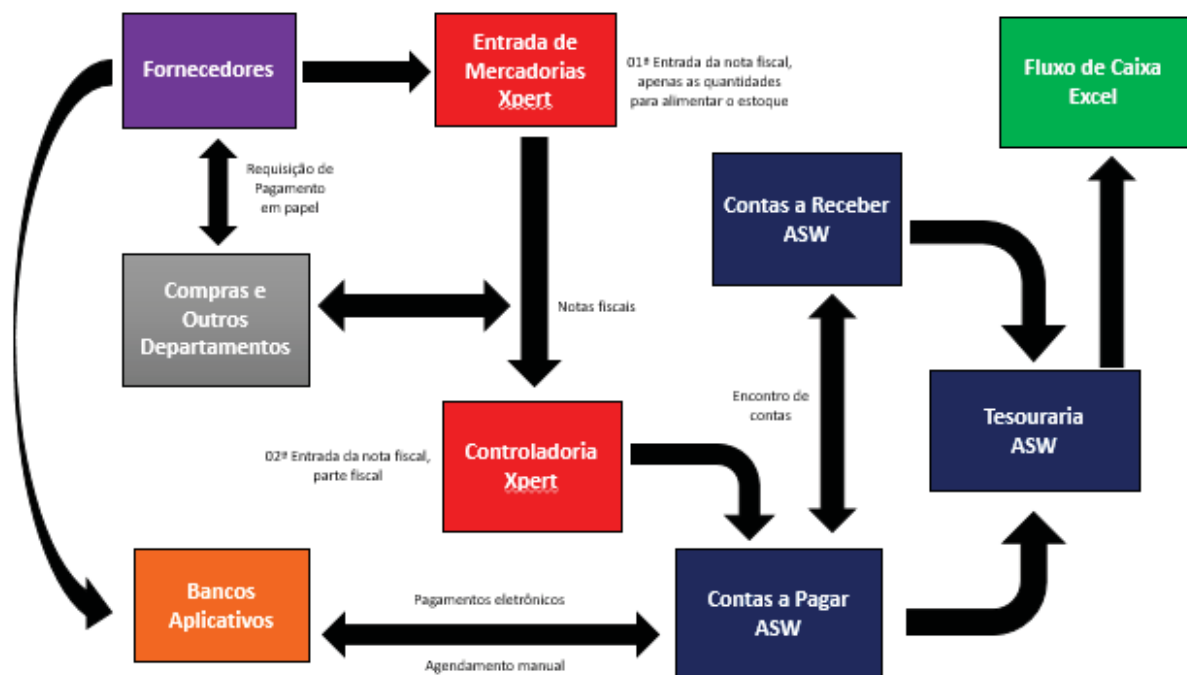 Fornecedores
Entrada de
Mercadorias
Xpert
01ª Entrada da nota fiscal,
apenas as quantidades
para alimentar o estoque
Fluxo de Caixa
Excel
Requisição de
Pagamento
em papel
Contas a Receber
ASW
Compras e
Outros
Departamentos
Notas fiscais
Encontro de
contas
Tesouraria
ASW
02ª Entrada da nota fiscal,
parte fiscal
Controladoria
Xpert
Bancos
Aplicativos
Pagamentos eletrônicos
Agendamento manual
Contas a Pagar
ASW